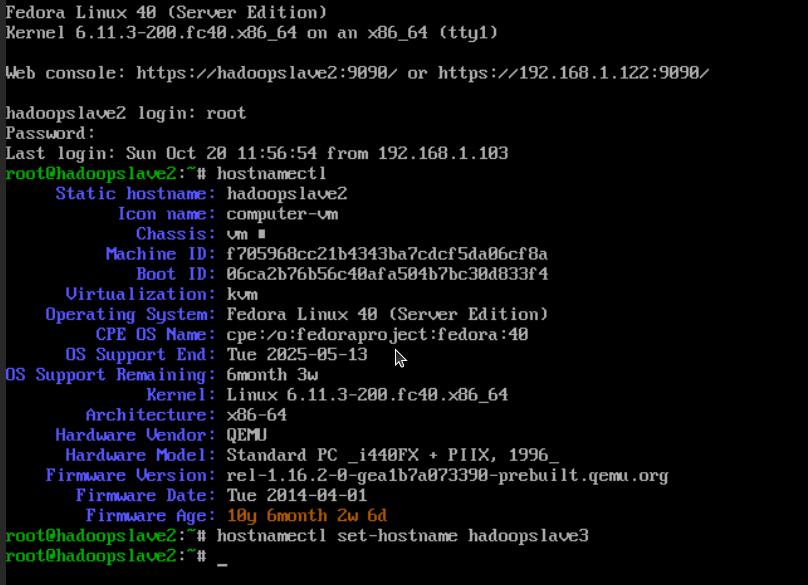 Fedora Linux 40 (Server Edition)
Kernel 6.11.3-200.fc40.x86_64 on an x86_64 (tty1)
Web console: https://hadoopslave2:9090/ or https://192.168.1.122:9090/
hadoopslave2 login: root
Password:
Last login: Sun Oct 20 11:56:54 from 192.168.1.103
root@hadoopslave2:~# hostnamectl
Static hostname: hadoopslave2
Icon name: computer-vm
Chassis: vm ■
Machine ID: f705968cc21b4343ba7cdcf5da06cf8a
Boot ID: 06ca2b76b56c40afa504b7bc30d833f4
Virtualization: kvm
Operating System: Fedora Linux 40 (Server Edition)
CPE OS Name: cpe:/o:fedoraproject:fedora:40
OS Support End: Tue 2025-05-13
OS Support Remaining: 6month 3w
Kernel: Linux 6.11.3-200.fc40.x86_64
Architecture: x86-64
Hardware Vendor: QEMU
Hardware Model: Standard PC _i440FX + PIIX, 1996_
Firmware Version: rel-1.16.2-0-gea1b7a073390-prebuilt.qemu.org
Firmware Date: Tue 2014-04-01
Firmware Age: 10y 6month 2w 6d
root@hadoopslave2:~# hostnamectl set-hostname hadoopslave3
root@hadoopslave2:~# _